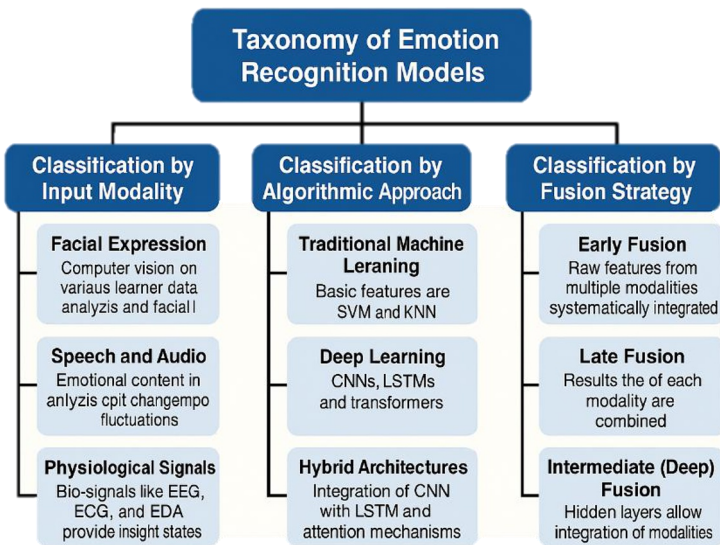 Taxonomy of Emotion
Recognition Models
Classification by
Input Modality
Facial Expression
Computer vision on
variaus learner data
analyzis and facial l
Speech and Audio
Emotional content in
anlyzis cpit changempo
fluctuations
Physiological Signals
Bio-signals like EEG,
ECG, and EDA
provide insight states
Classification by
Algorithmic Approach
Traditional Machine
Leraning
Basic features are
SVM and KNN
Deep Learning
CNNs, LSTMs
and transformers
Hybrid Architectures
Integration of CNN
with LSTM and
attention mechanisms
Classification by
Fusion Strategy
Early Fusion
Raw features from
multiple modalities
systematically integrated
Late Fusion
Results the of each
modality are
combined
Intermediate (Deep)
Fusion
Hidden layers allow
integration of modalities